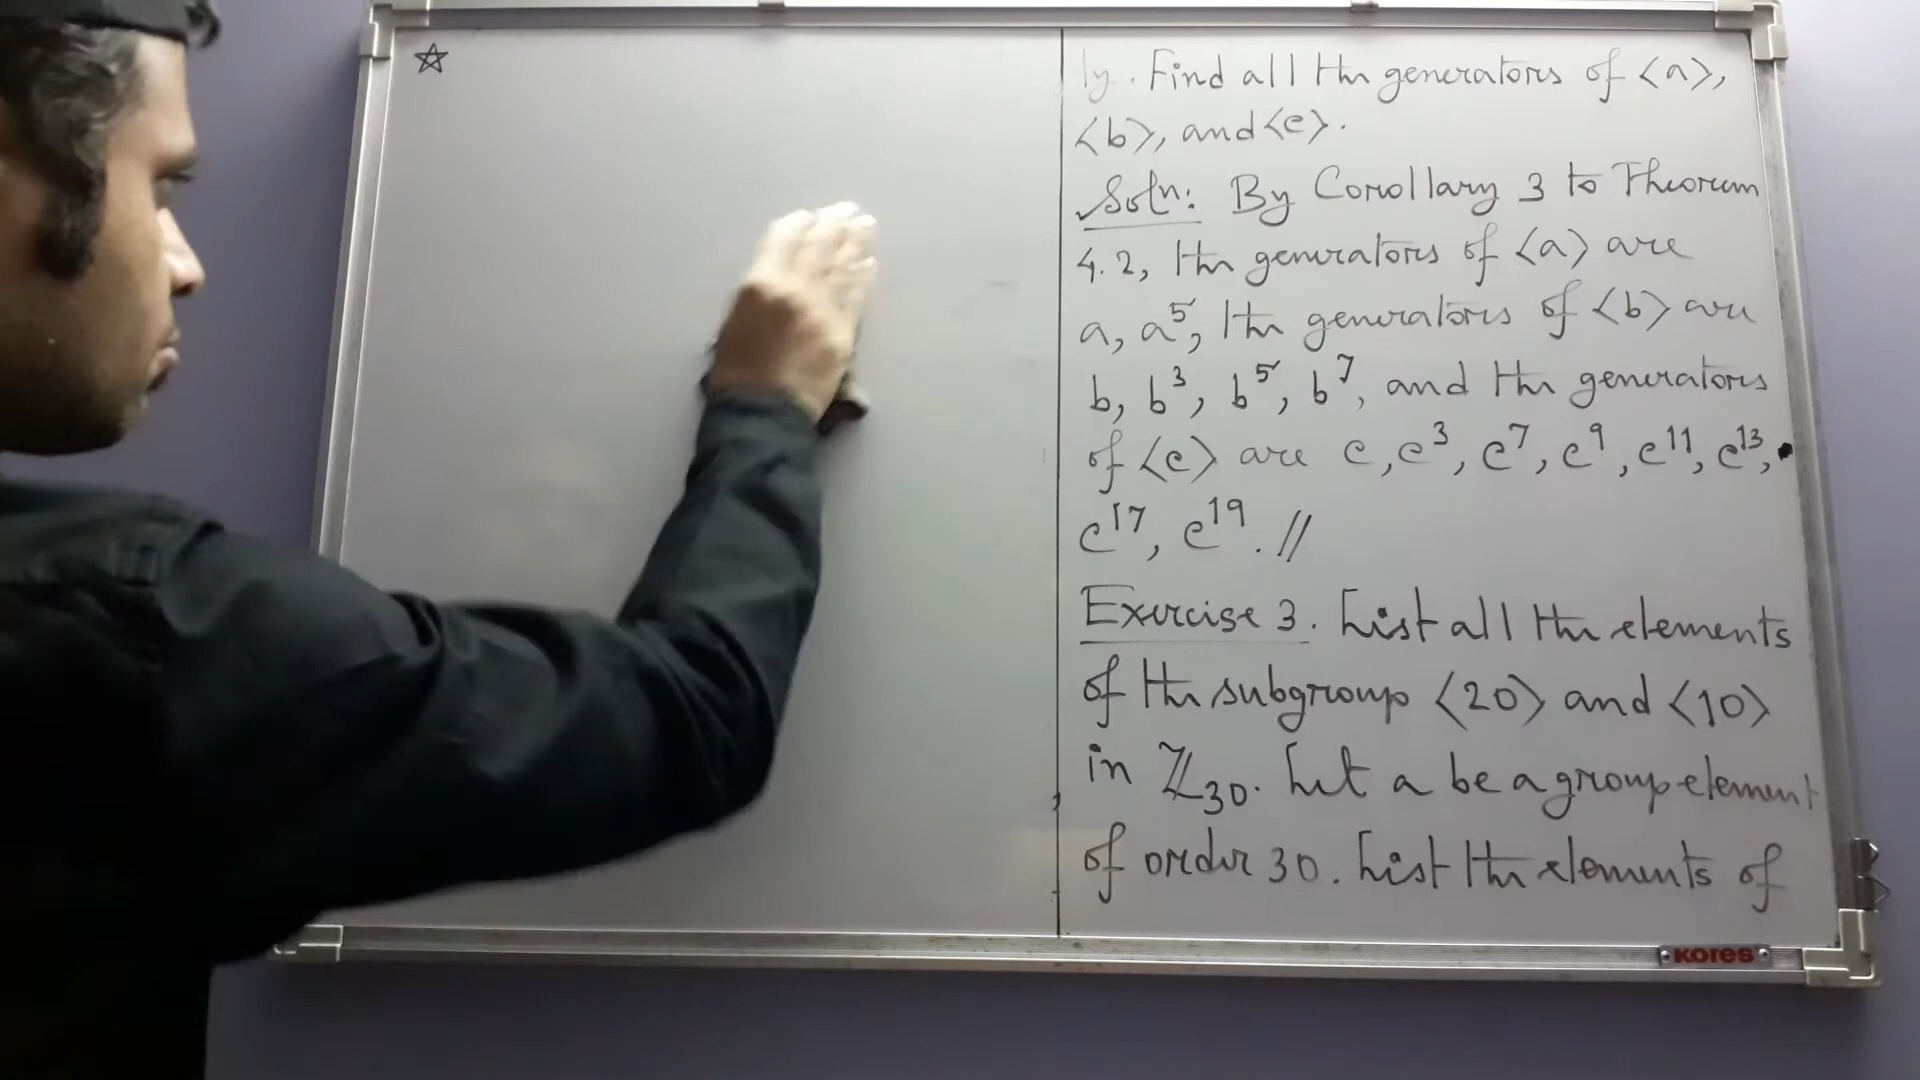 ly. Find all the generators of ⟨a⟩,
⟨b⟩, and ⟨c⟩.
Soln: By Corollary 3 to Theorem
4.2, the generators of ⟨a⟩ are
a, a⁵, the generators of ⟨b⟩ are
b, b³, b⁵, b⁷, and the generators
of ⟨c⟩ are c, c³, c⁷, c⁹, c¹¹, c¹³,
c¹⁷, c¹⁹. //
Exercise 3. List all the elements
of the subgroup ⟨20⟩ and ⟨10⟩
in ℤ₃₀. Let a be a group element
of order 30. List the elements of
KORES